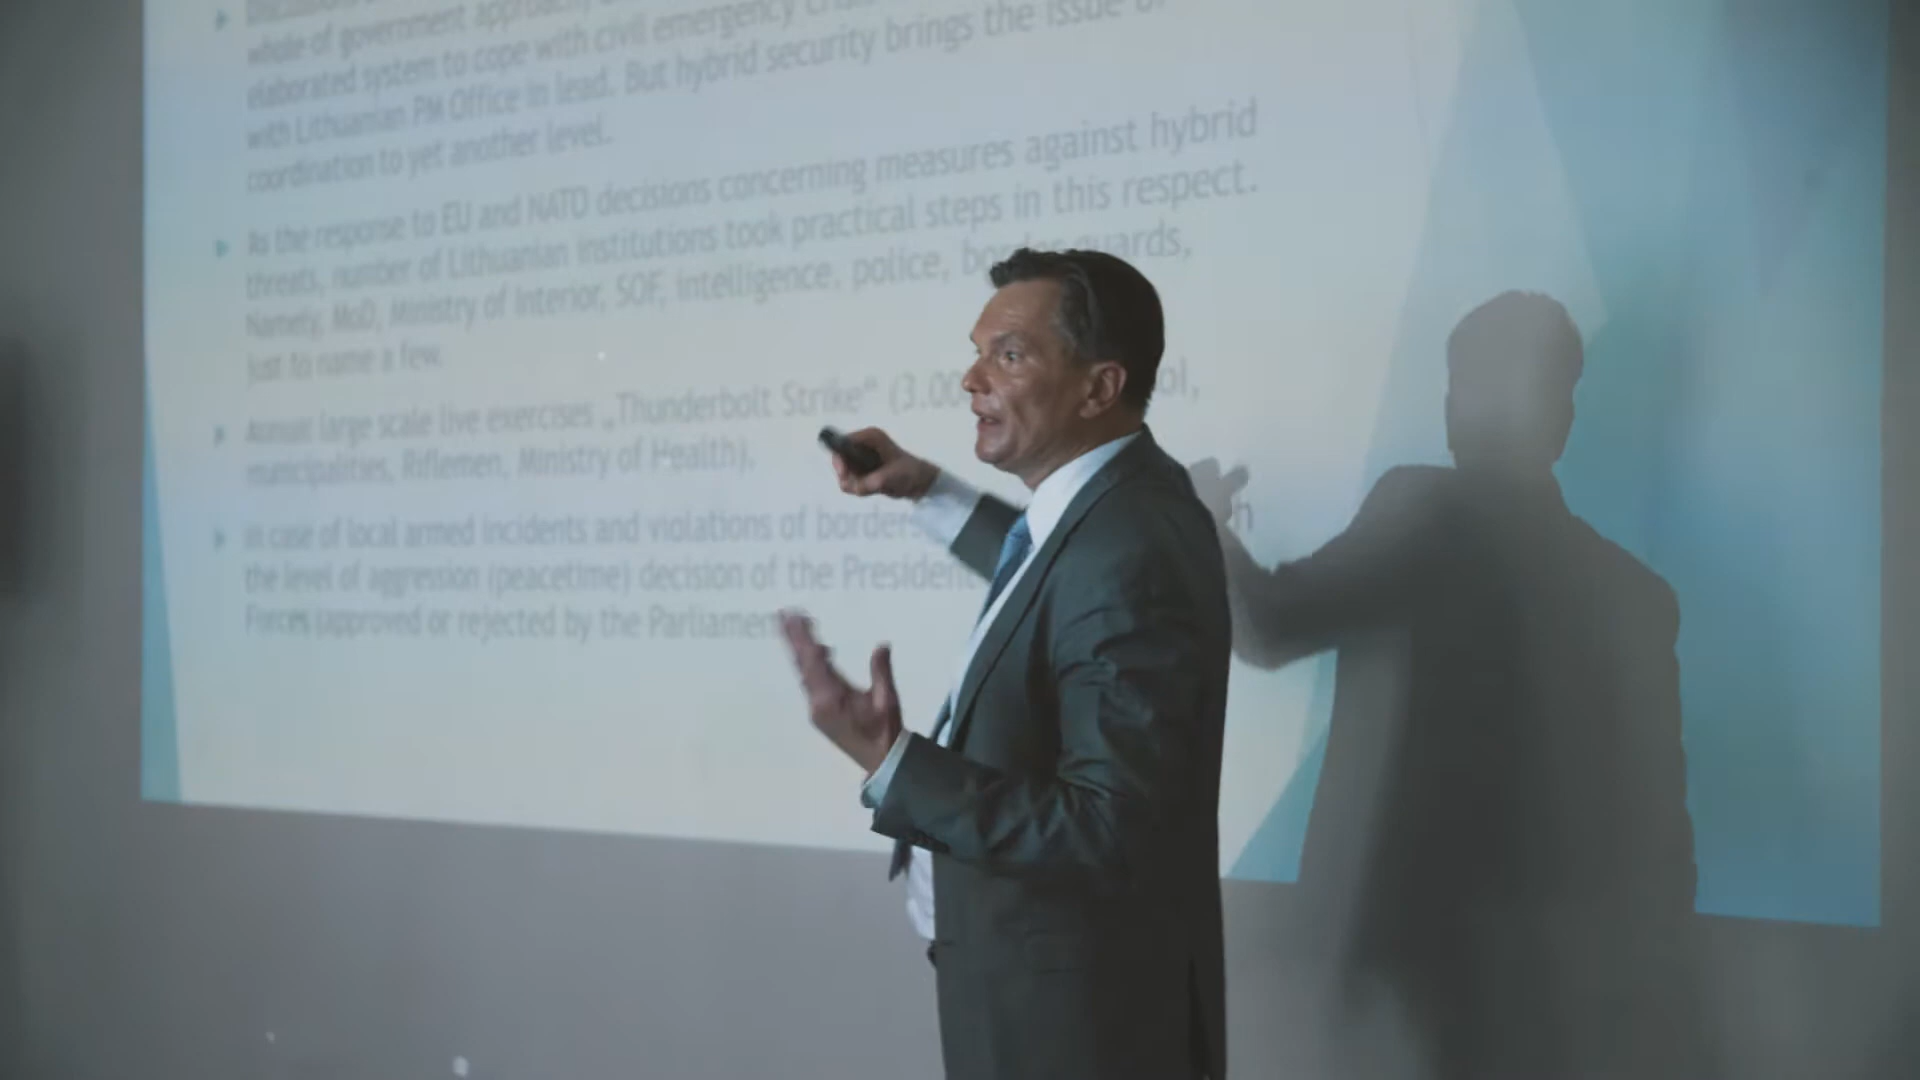 whole of government approach,
elaborated system to cope with civil emergency
with Lithuanian PM Office in lead. But hybrid security brings the issue of
coordination to yet another level.
As the response to EU and NATO decisions concerning measures against hybrid
threats, number of Lithuanian institutions took practical steps in this respect.
Namely, MoD, Ministry of Interior, SOF, intelligence, police, border guards,
just to name a few.
Annual large scale live exercises „Thunderbolt Strike“ (3.00
municipalities, Riflemen, Ministry of Health).
In case of local armed incidents and violations of borders
the level of aggression (peacetime) decision of the President
Forces (approved or rejected by the Parliament